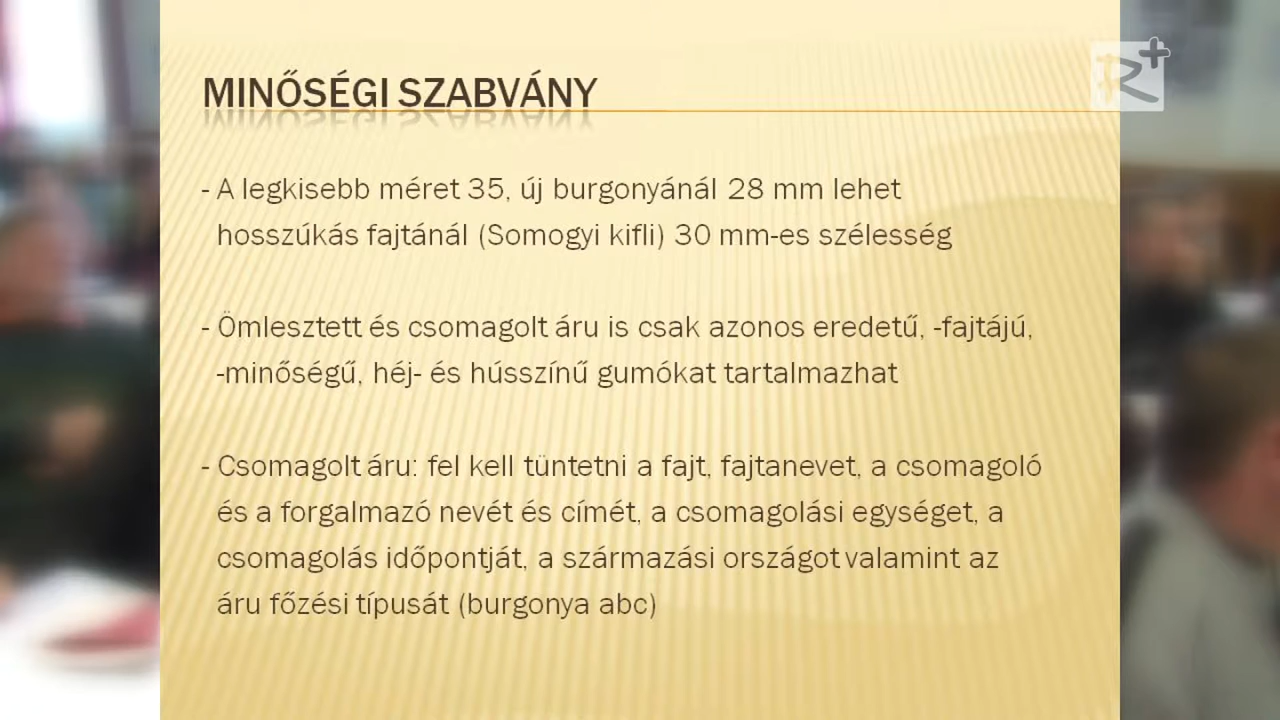 MINŐSÉGI SZABVÁNY
R+
- A legkisebb méret 35, új burgonyánál 28 mm lehet
hosszúkás fajtánál (Somogyi kifli) 30 mm-es szélesség
- Ömlesztett és csomagolt áru is csak azonos eredetű, -fajtájú,
-minőségű, héj- és hússzínű gumókat tartalmazhat
- Csomagolt áru: fel kell tüntetni a fajt, fajtanevet, a csomagoló
és a forgalmazó nevét és címét, a csomagolási egységet, a
csomagolás időpontját, a származási országot valamint az
áru főzési típusát (burgonya abc)